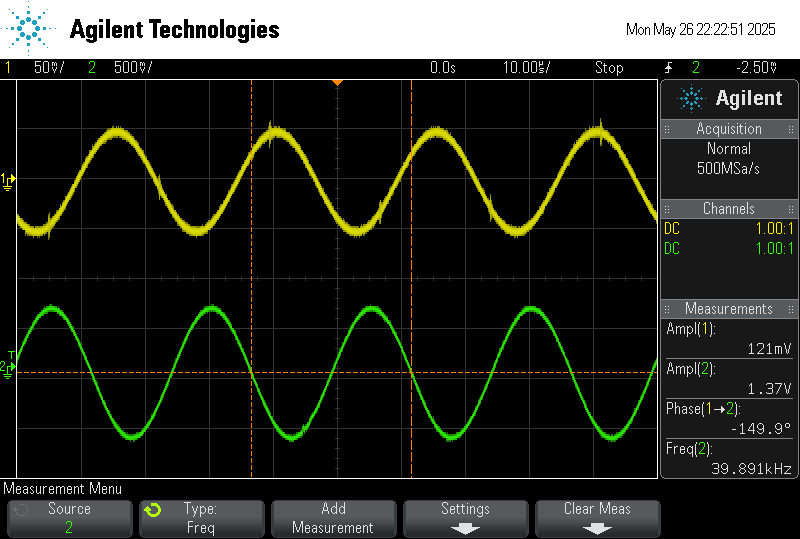 Agilent Technologies
Mon May 26 22:22:51 2025
1 50mV/ 2 500mV/ 0.0s 10.00us/ Stop 2 -2.50V
Agilent
Acquisition
Normal
500MSa/s
Channels
DC 1.00:1
DC 1.00:1
Measurements
Ampl(1):
121mV
Ampl(2):
1.37V
Phase(1→2):
-149.9°
Freq(2):
39.891kHz
1
T
2
Measurement Menu
Source
2
Type:
Freq
Add
Measurement
Settings
Clear Meas